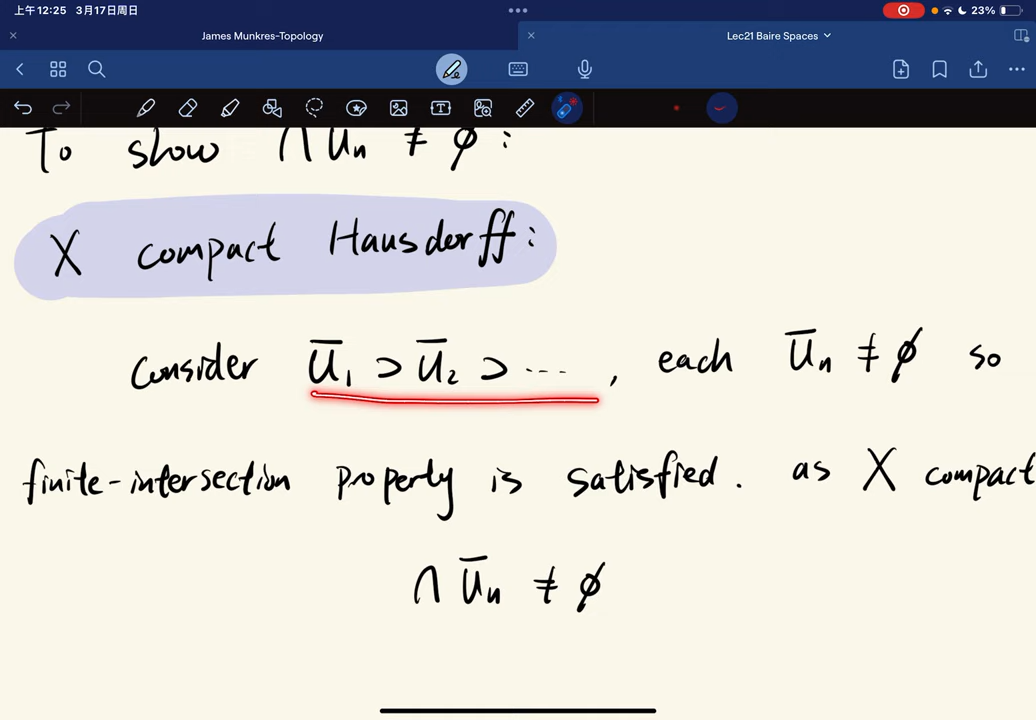 上午12:25 3月17日周日
23%
James Munkres-Topology
Lec21 Baire Spaces
To show ∩ Un ≠ ϕ :
X compact Hausdorff :
Consider Ū₁ ⊃ Ū₂ ⊃ ⋯ , each Ūn ≠ ϕ so
finite-intersection property is satisfied. as X compact
∩ Ūn ≠ ϕ